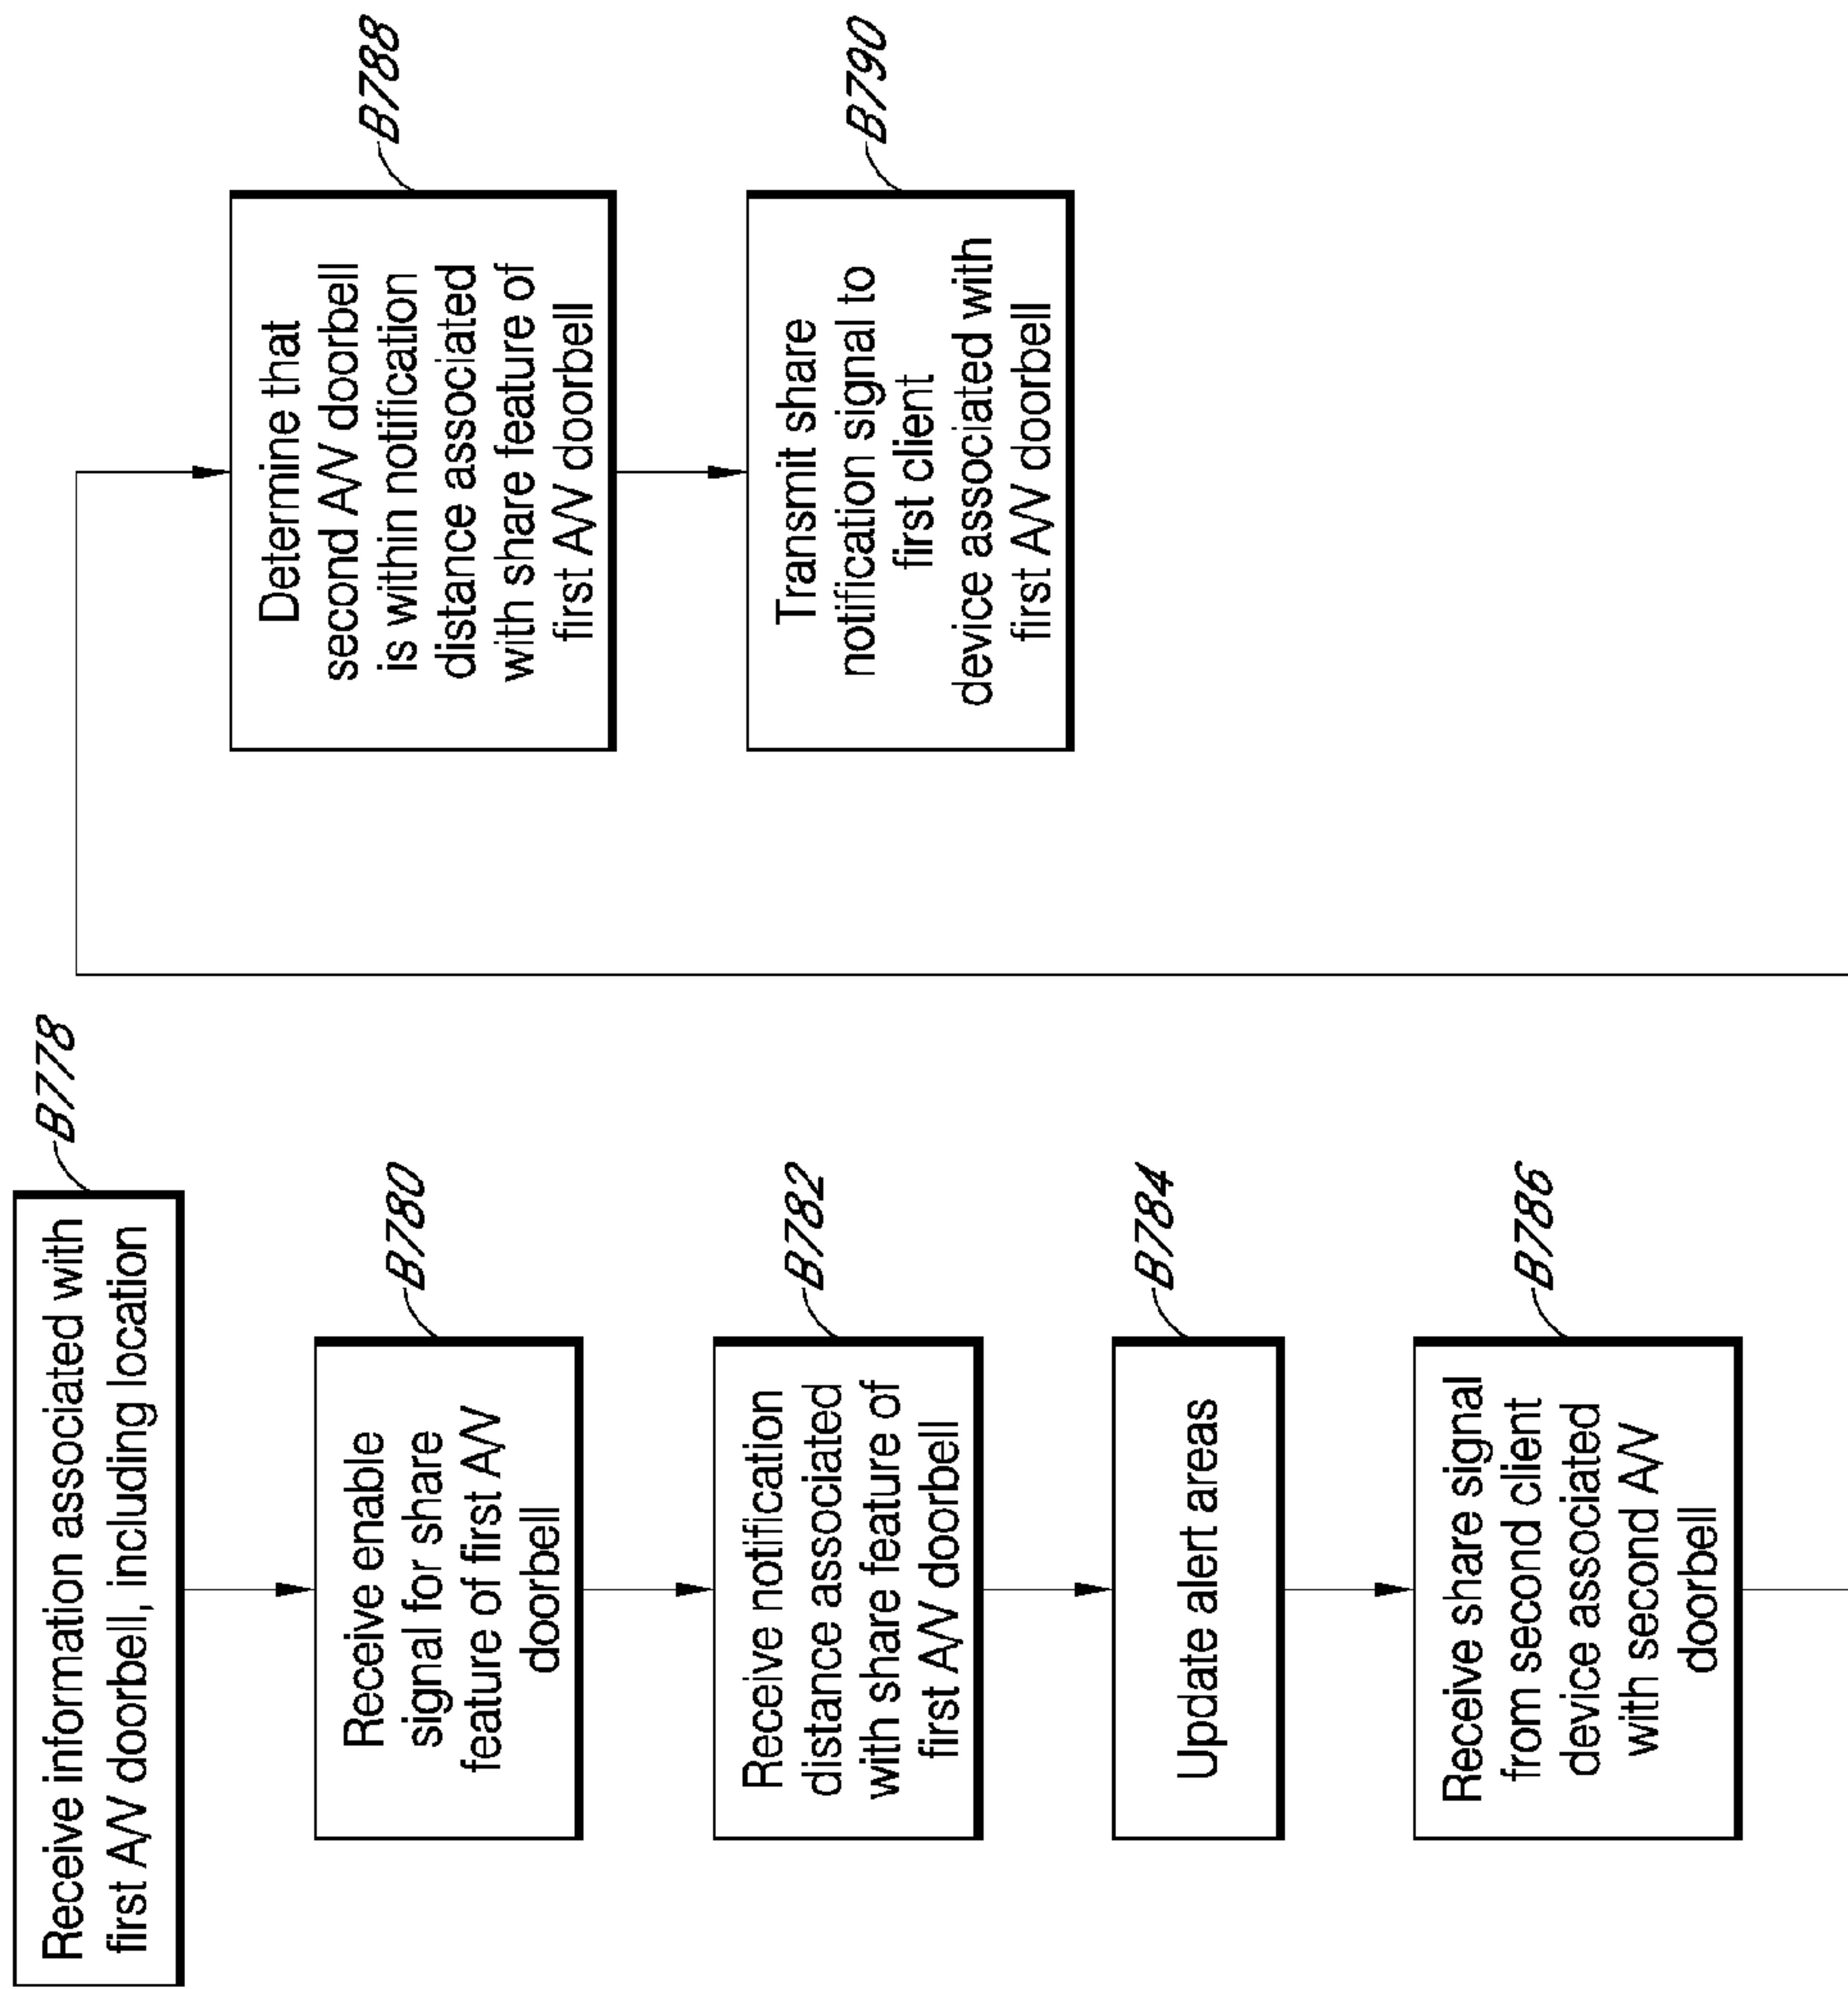 B778
Receive information associated with
first A/V doorbell, including location
B780
Receive enable
signal for share
feature of first A/V
doorbell
B782
Receive notification
distance associated
with share feature of
first A/V doorbell
B784
Update alert areas
B786
Receive share signal
from second client
device associated
with second A/V
doorbell
B788
Determine that
second A/V doorbell
is within notification
distance associated
with share feature of
first A/V doorbell
B790
Transmit share
notification signal to
first client
device associated with
first A/V doorbell